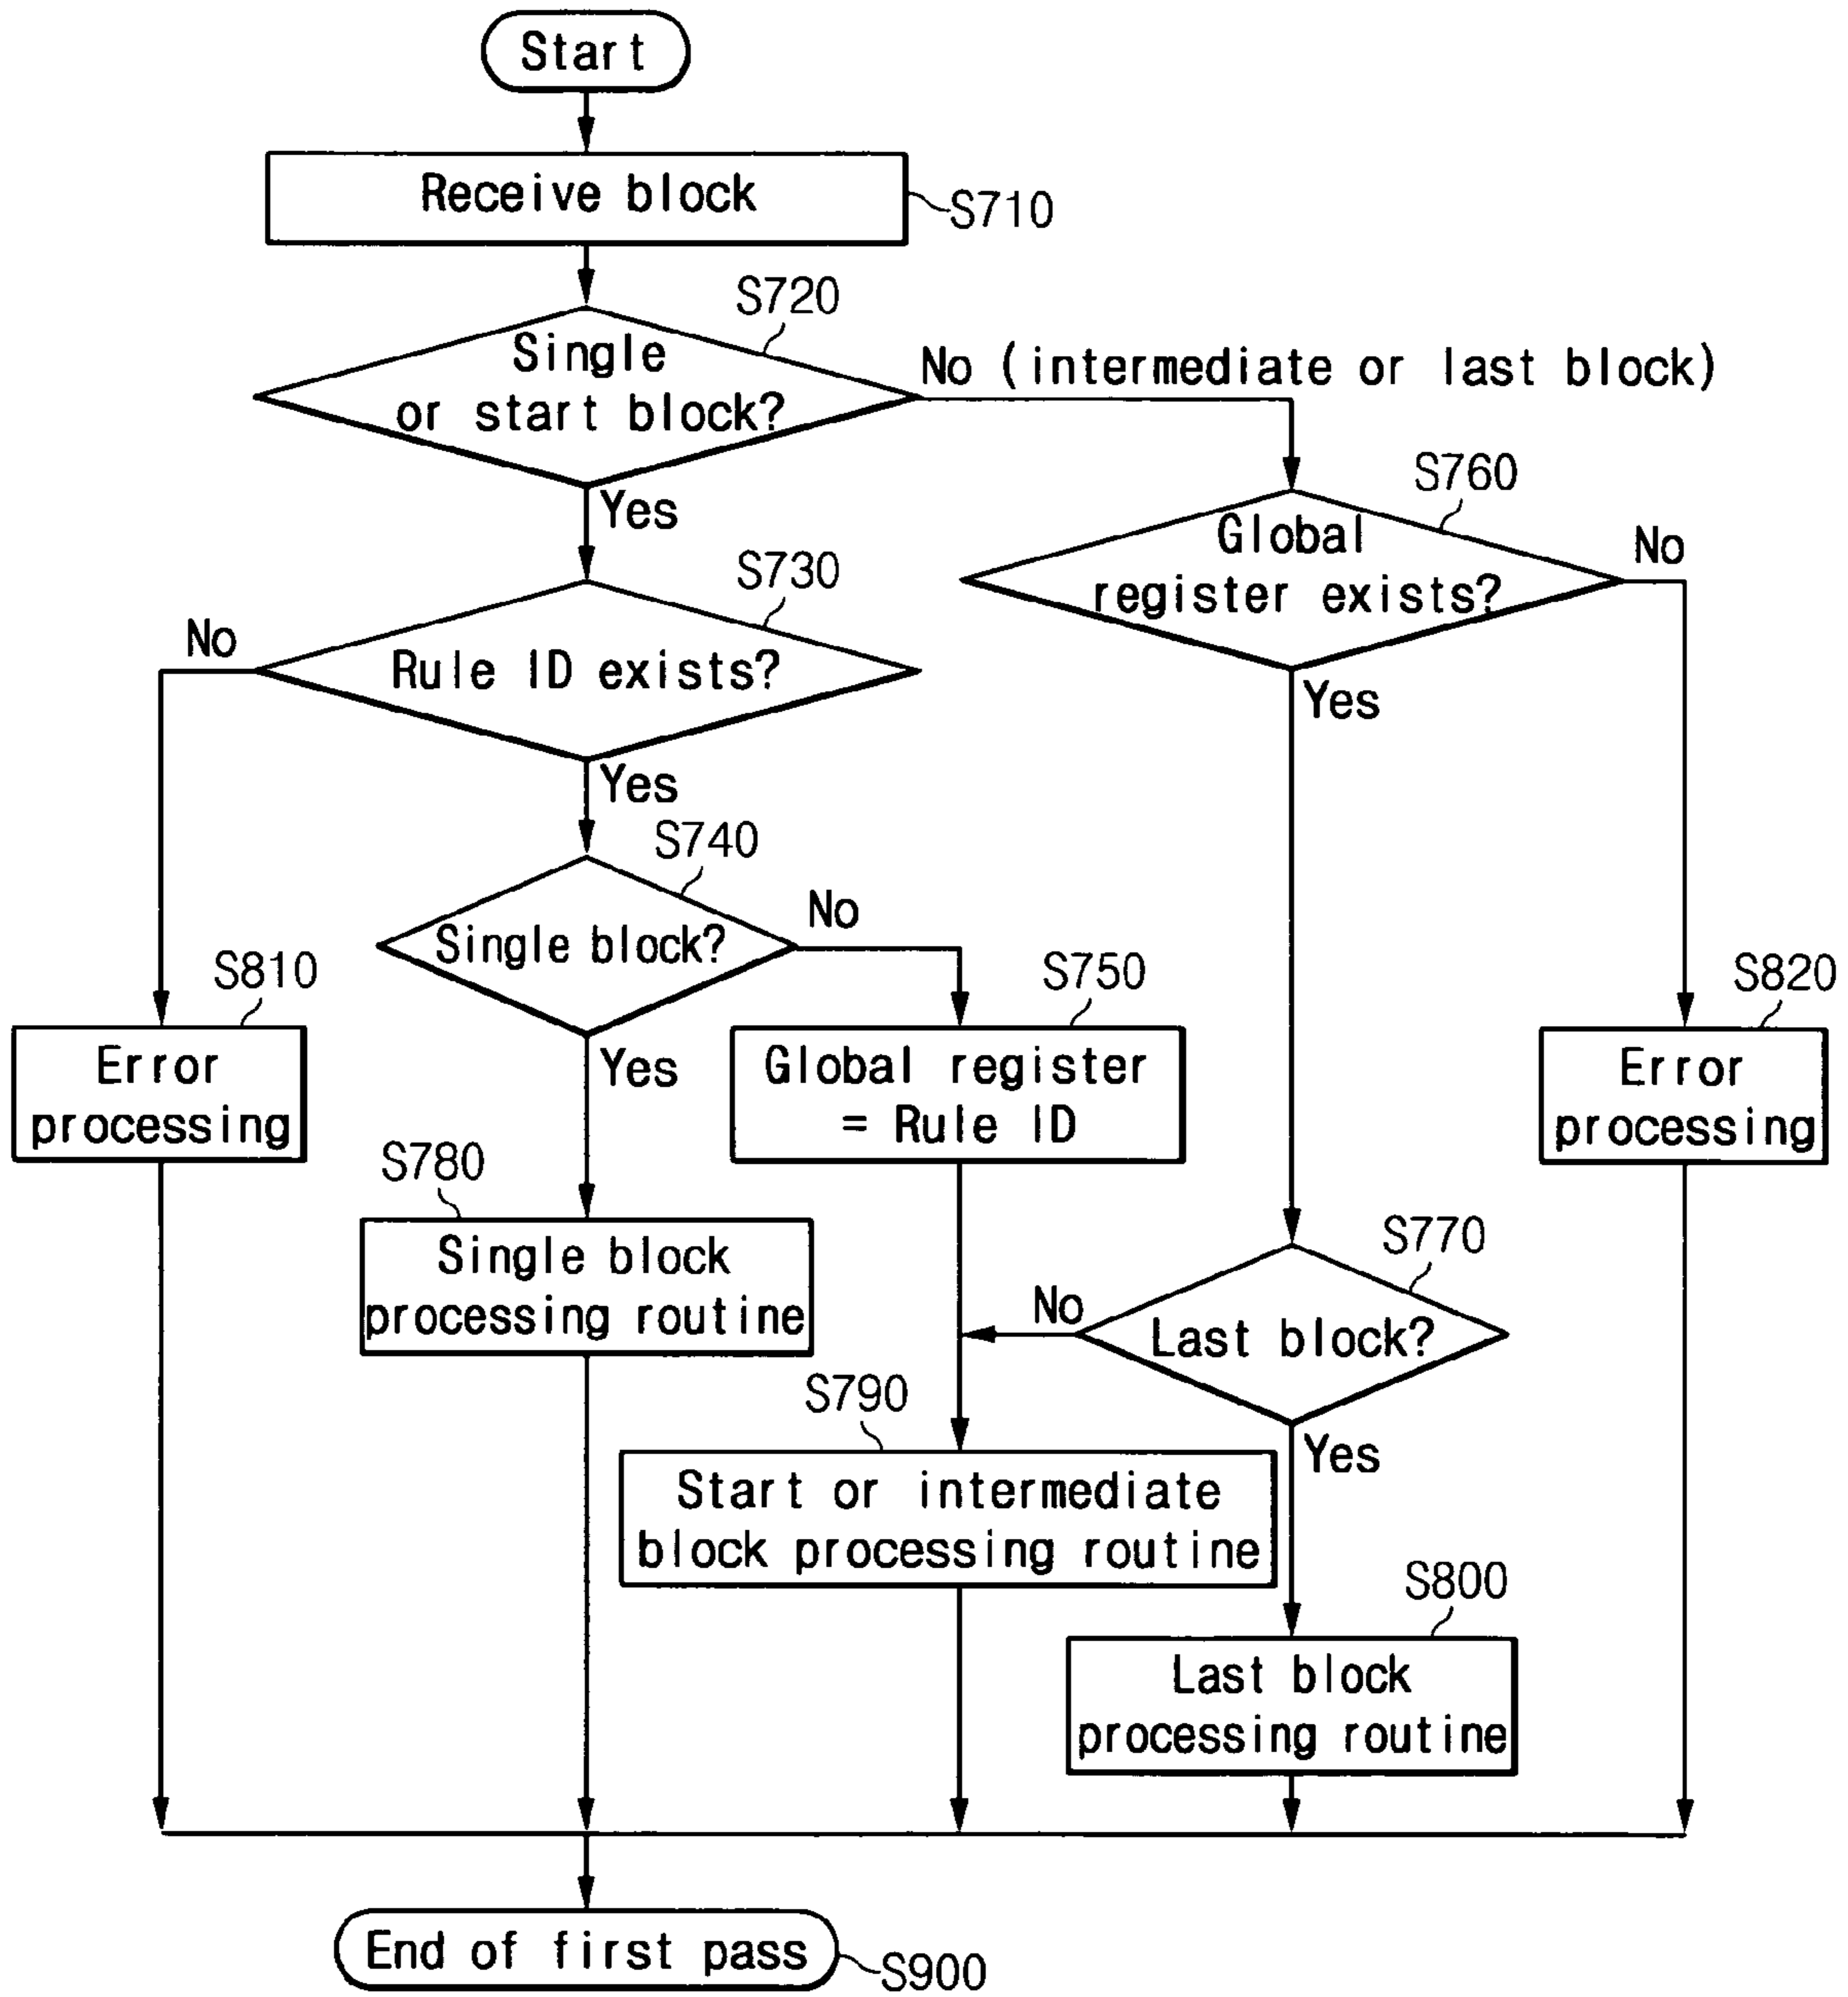 Start
Receive block
S710
S720
Single
or start block?
No (intermediate or last block)
Yes
S760
Global
register exists?
No
S730
No
Rule ID exists?
Yes
Yes
S740
No
Single block?
S810
S750
S820
Error
processing
Yes
Global register
= Rule ID
Error
processing
S780
Single block
processing routine
S770
No
Last block?
S790
Yes
Start or intermediate
block processing routine
S800
Last block
processing routine
End of first pass
S900